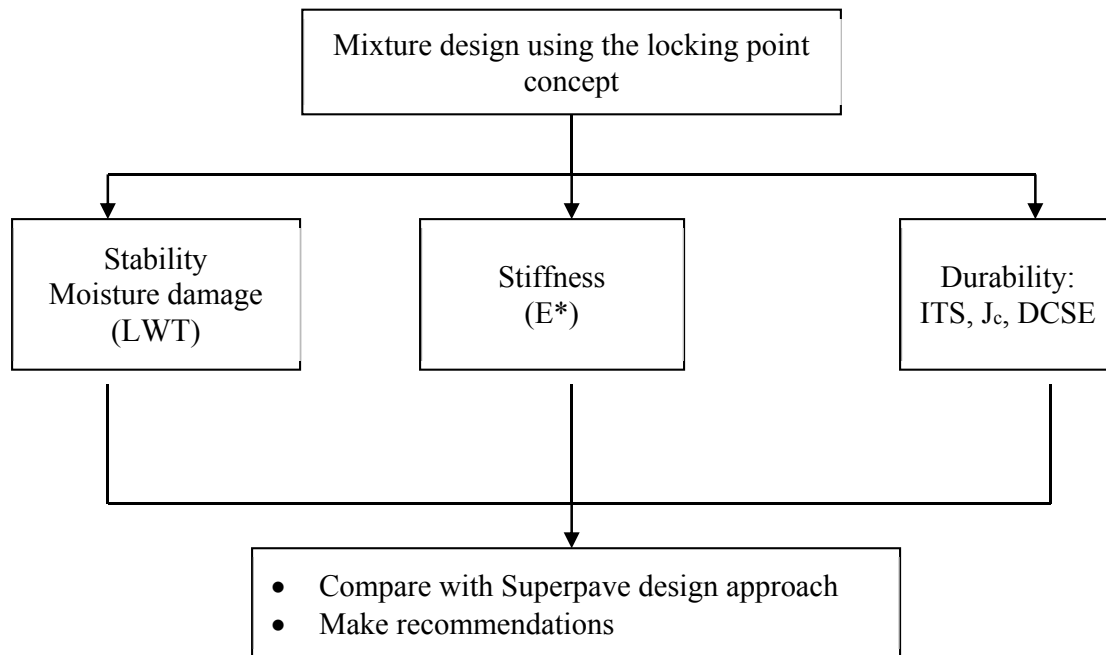 Mixture design using the locking point
concept
Stability
Moisture damage
(LWT)
Stiffness
(E*)
Durability:
ITS, Jc, DCSE
• Compare with Superpave design approach
• Make recommendations